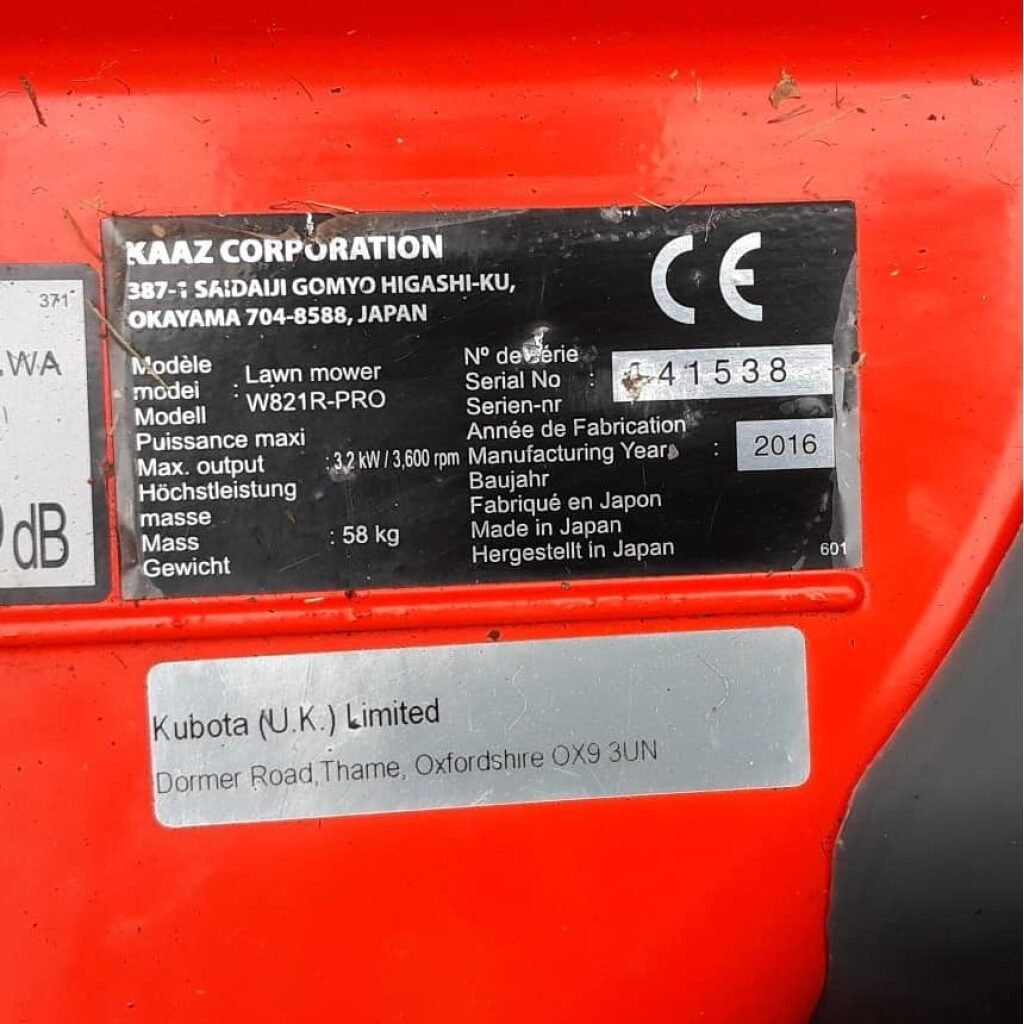 371
.WA
dB
KAAZ CORPORATION
387-1 SAIDAIJI GOMYO HIGASHI-KU,
OKAYAMA 704-8588, JAPAN
CE
Modèle
model : Lawn mower
Modell W821R-PRO
Puissance maxi
Max. output : 3,2 kW / 3,600 rpm
Höchstleistung
masse
Mass : 58 kg
Gewicht
Nº de série
Serial No : 41538
Serien-nr
Année de Fabrication
Manufacturing Year : 2016
Baujahr
Fabriqué en Japon
Made in Japan
Hergestellt in Japan
601
Kubota (U.K.) Limited
Dormer Road,Thame, Oxfordshire OX9 3UN